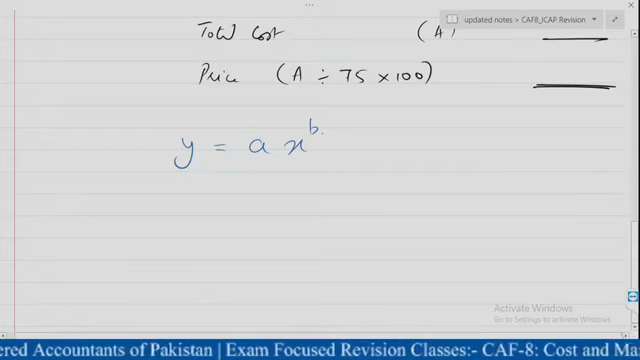 updated notes > CAF8_ICAP Revision
Total Cost (A)
Price (A ÷ 75 × 100)
y = a x^b
Activate Windows
Go to Settings to activate Windows.
ered Accountants of Pakistan | Exam Focused Revision Classes:- CAF-8: Cost and Ma